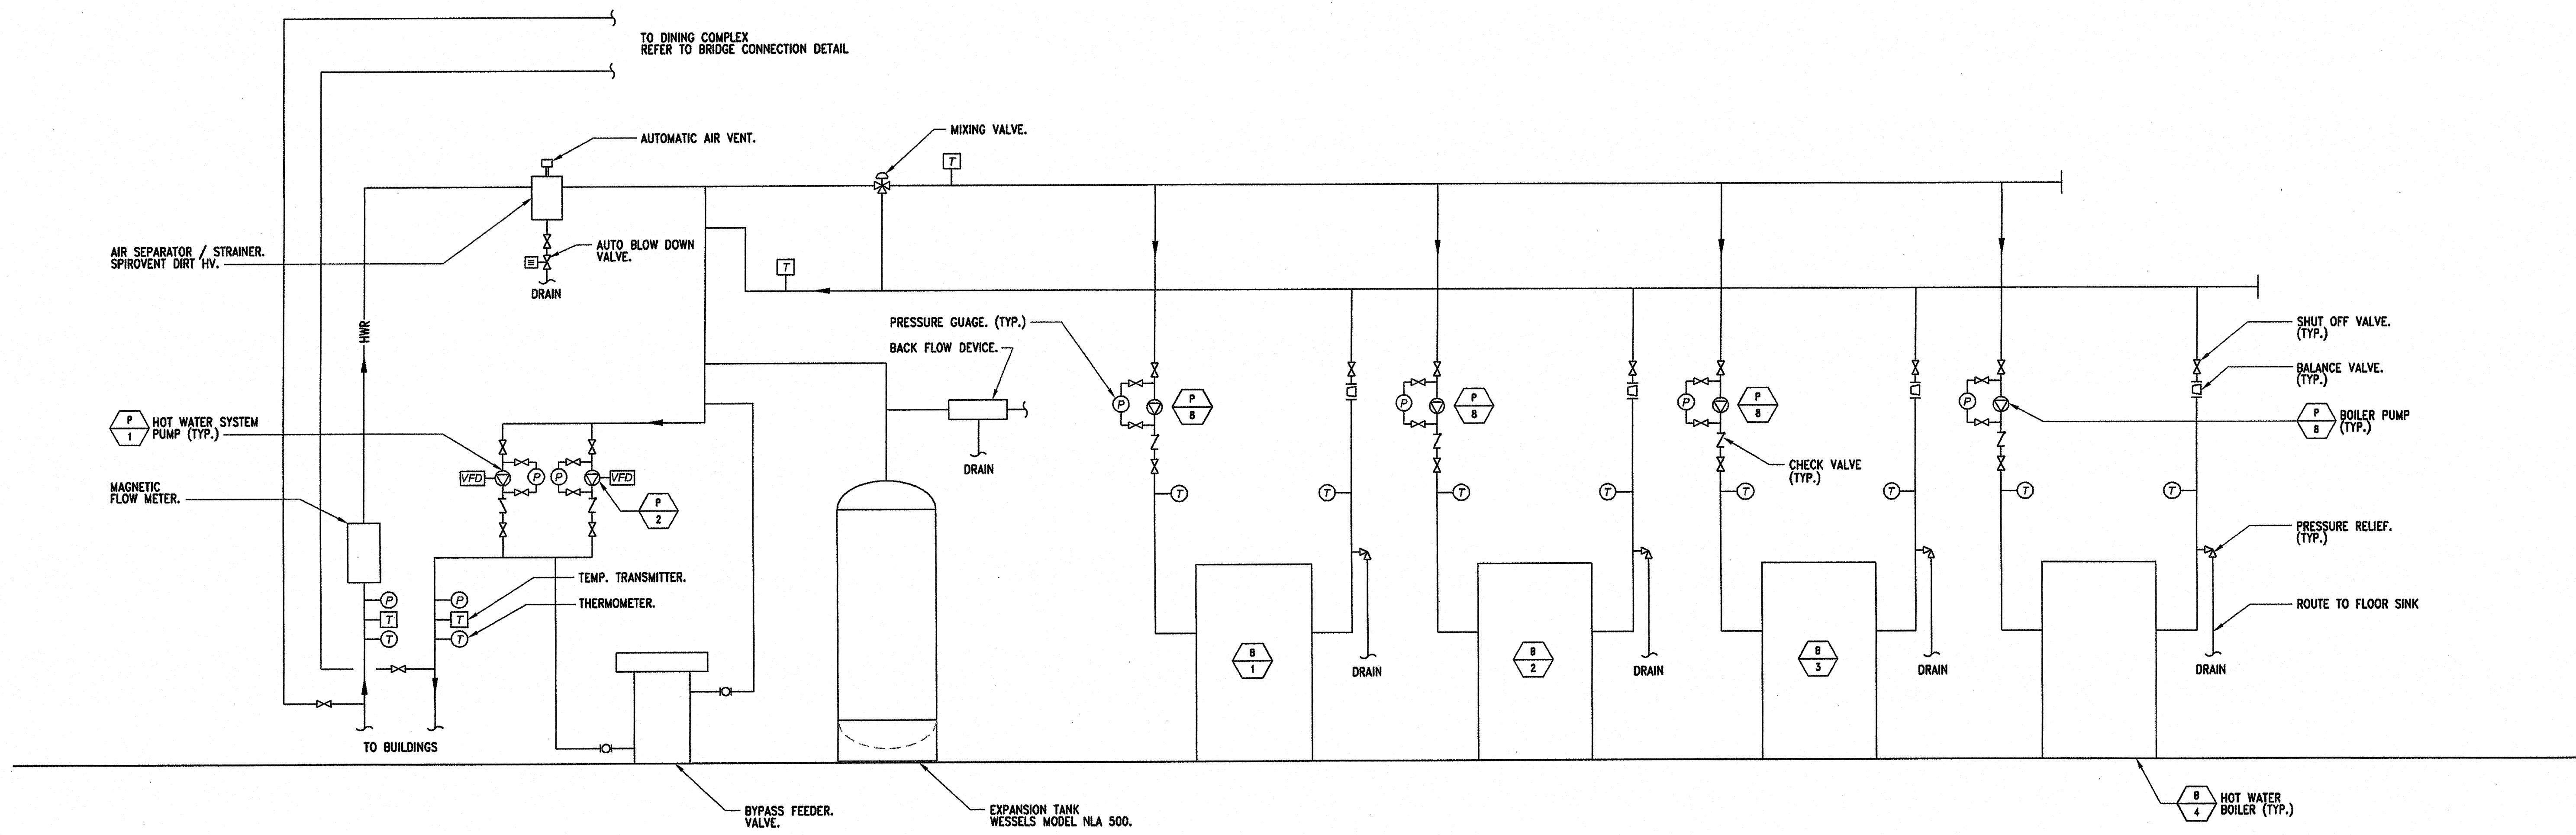 TO DINING COMPLEX
REFER TO BRIDGE CONNECTION DETAIL
AUTOMATIC AIR VENT.
MIXING VALVE.
T
AIR SEPARATOR / STRAINER.
SPIROVENT DIRT HV.
AUTO BLOW DOWN
VALVE.
DRAIN
T
HWR
PRESSURE GUAGE. (TYP.)
BACK FLOW DEVICE.
DRAIN
SHUT OFF VALVE.
(TYP.)
BALANCE VALVE.
(TYP.)
P
1
HOT WATER SYSTEM
PUMP (TYP.)
VFD
P
P
VFD
P
2
P
P
8
P
P
8
P
P
8
P
P
8
BOILER PUMP
(TYP.)
CHECK VALVE
(TYP.)
MAGNETIC
FLOW METER.
T
T
T
T
T
T
T
T
PRESSURE RELIEF.
(TYP.)
TEMP. TRANSMITTER.
THERMOMETER.
P
T
T
P
T
T
ROUTE TO FLOOR SINK
B
1
B
2
B
3
DRAIN
DRAIN
DRAIN
DRAIN
TO BUILDINGS
BYPASS FEEDER.
VALVE.
EXPANSION TANK
WESSELS MODEL NLA 500.
B
4
HOT WATER
BOILER (TYP.)